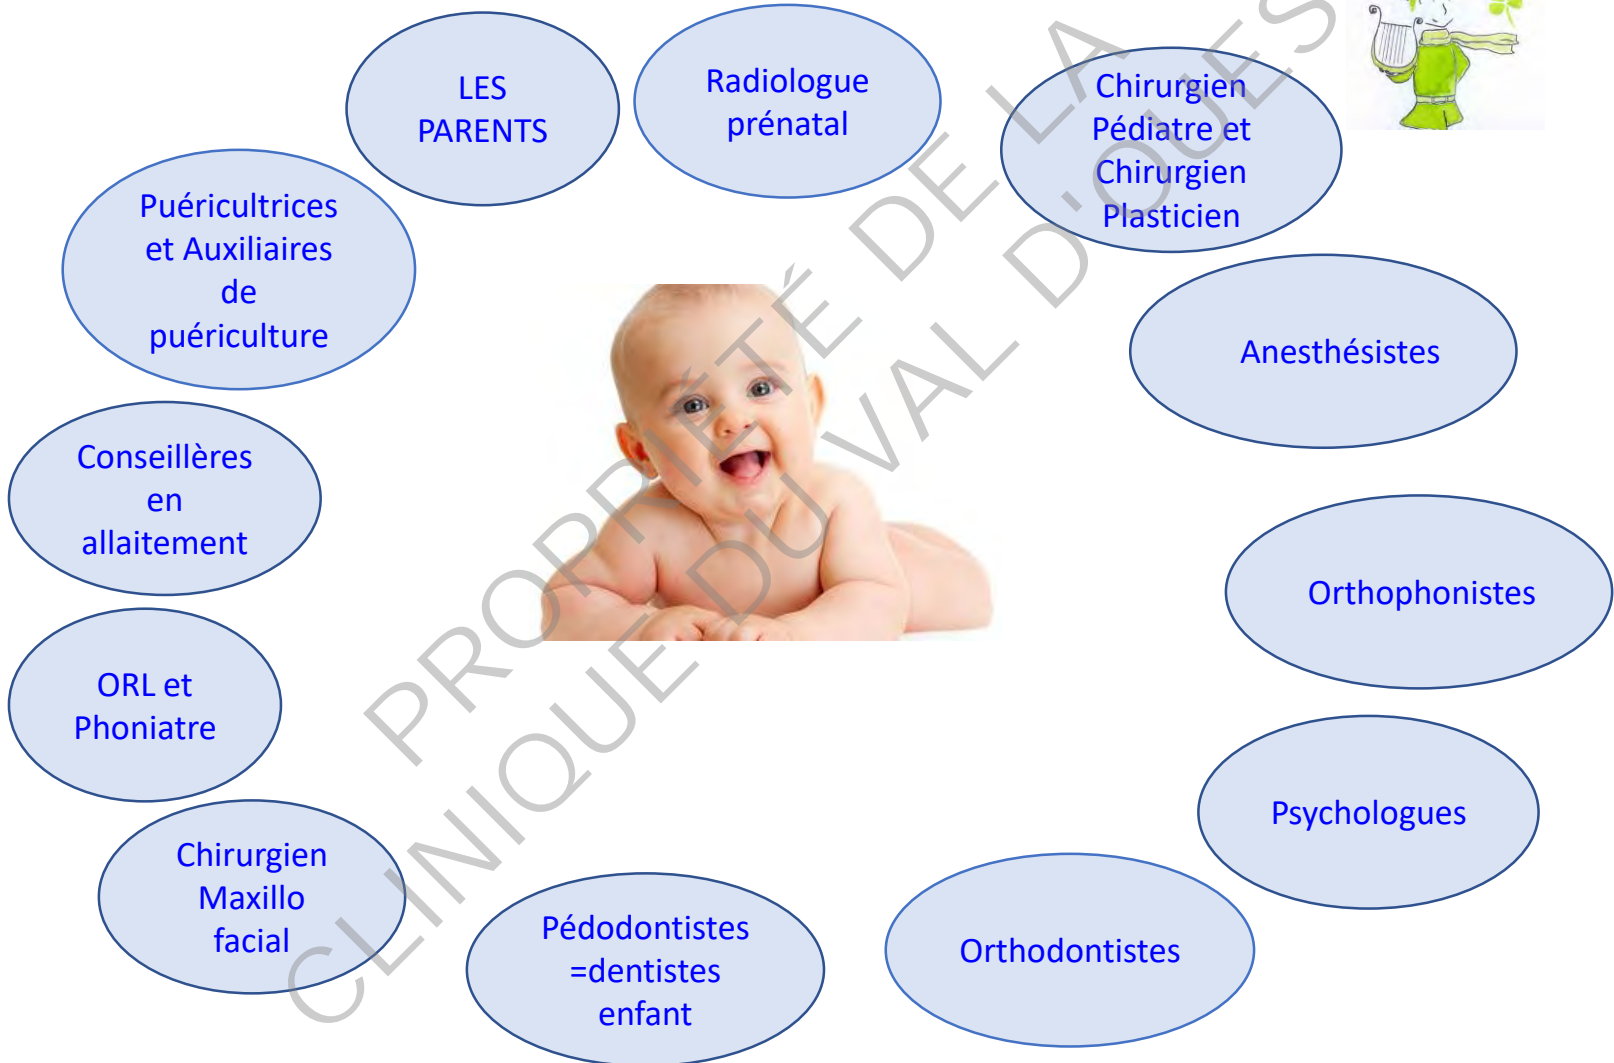 LES
PARENTS
Radiologue
prénatal
Chirurgien
Pédiatre et
Chirurgien
Plasticien
Anesthésistes
Orthophonistes
Psychologues
Orthodontistes
Pédodontistes
=dentistes
enfant
Chirurgien
Maxillo
facial
ORL et
Phoniatre
Conseillères
en
allaitement
Puéricultrices
et Auxiliaires
de
puériculture
PROPRIÉTÉ DE LA
CLINIQUE DU VAL D'OUES